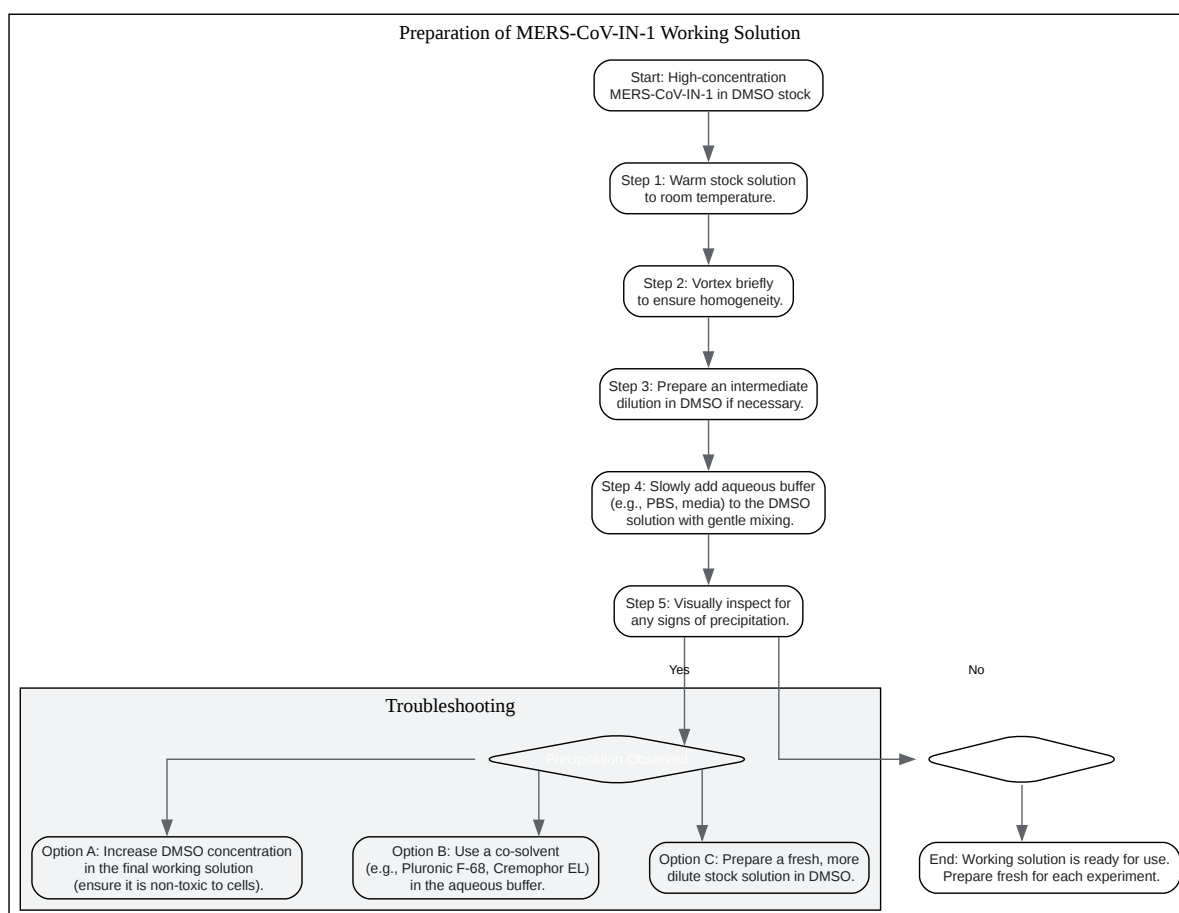 Preparation of MERS-CoV-IN-1 Working Solution
Start: High-concentration
MERS-CoV-IN-1 in DMSO stock
Step 1: Warm stock solution
to room temperature.
Step 2: Vortex briefly
to ensure homogeneity.
Step 3: Prepare an intermediate
dilution in DMSO if necessary.
Step 4: Slowly add aqueous buffer
(e.g., PBS, media) to the DMSO
solution with gentle mixing.
Step 5: Visually inspect for
any signs of precipitation.
Yes
No
Troubleshooting
Precipitation Observed
Option A: Increase DMSO concentration
in the final working solution
(ensure it is non-toxic to cells).
Option B: Use a co-solvent
(e.g., Pluronic F-68, Cremophor EL)
in the aqueous buffer.
Option C: Prepare a fresh, more
dilute stock solution in DMSO.
End: Working solution is ready for use.
Prepare fresh for each experiment.